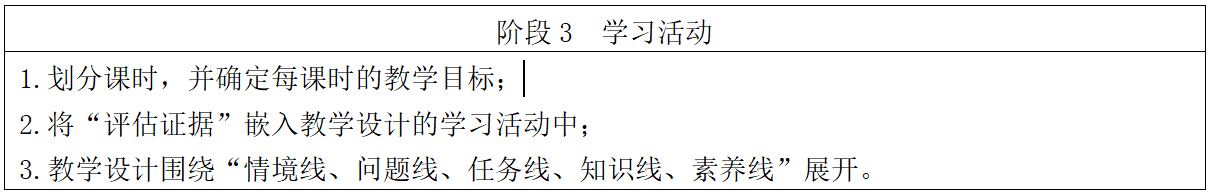 阶段3 学习活动
1.划分课时，并确定每课时的教学目标；
2.将“评估证据”嵌入教学设计的学习活动中；
3.教学设计围绕“情境线、问题线、任务线、知识线、素养线”展开。